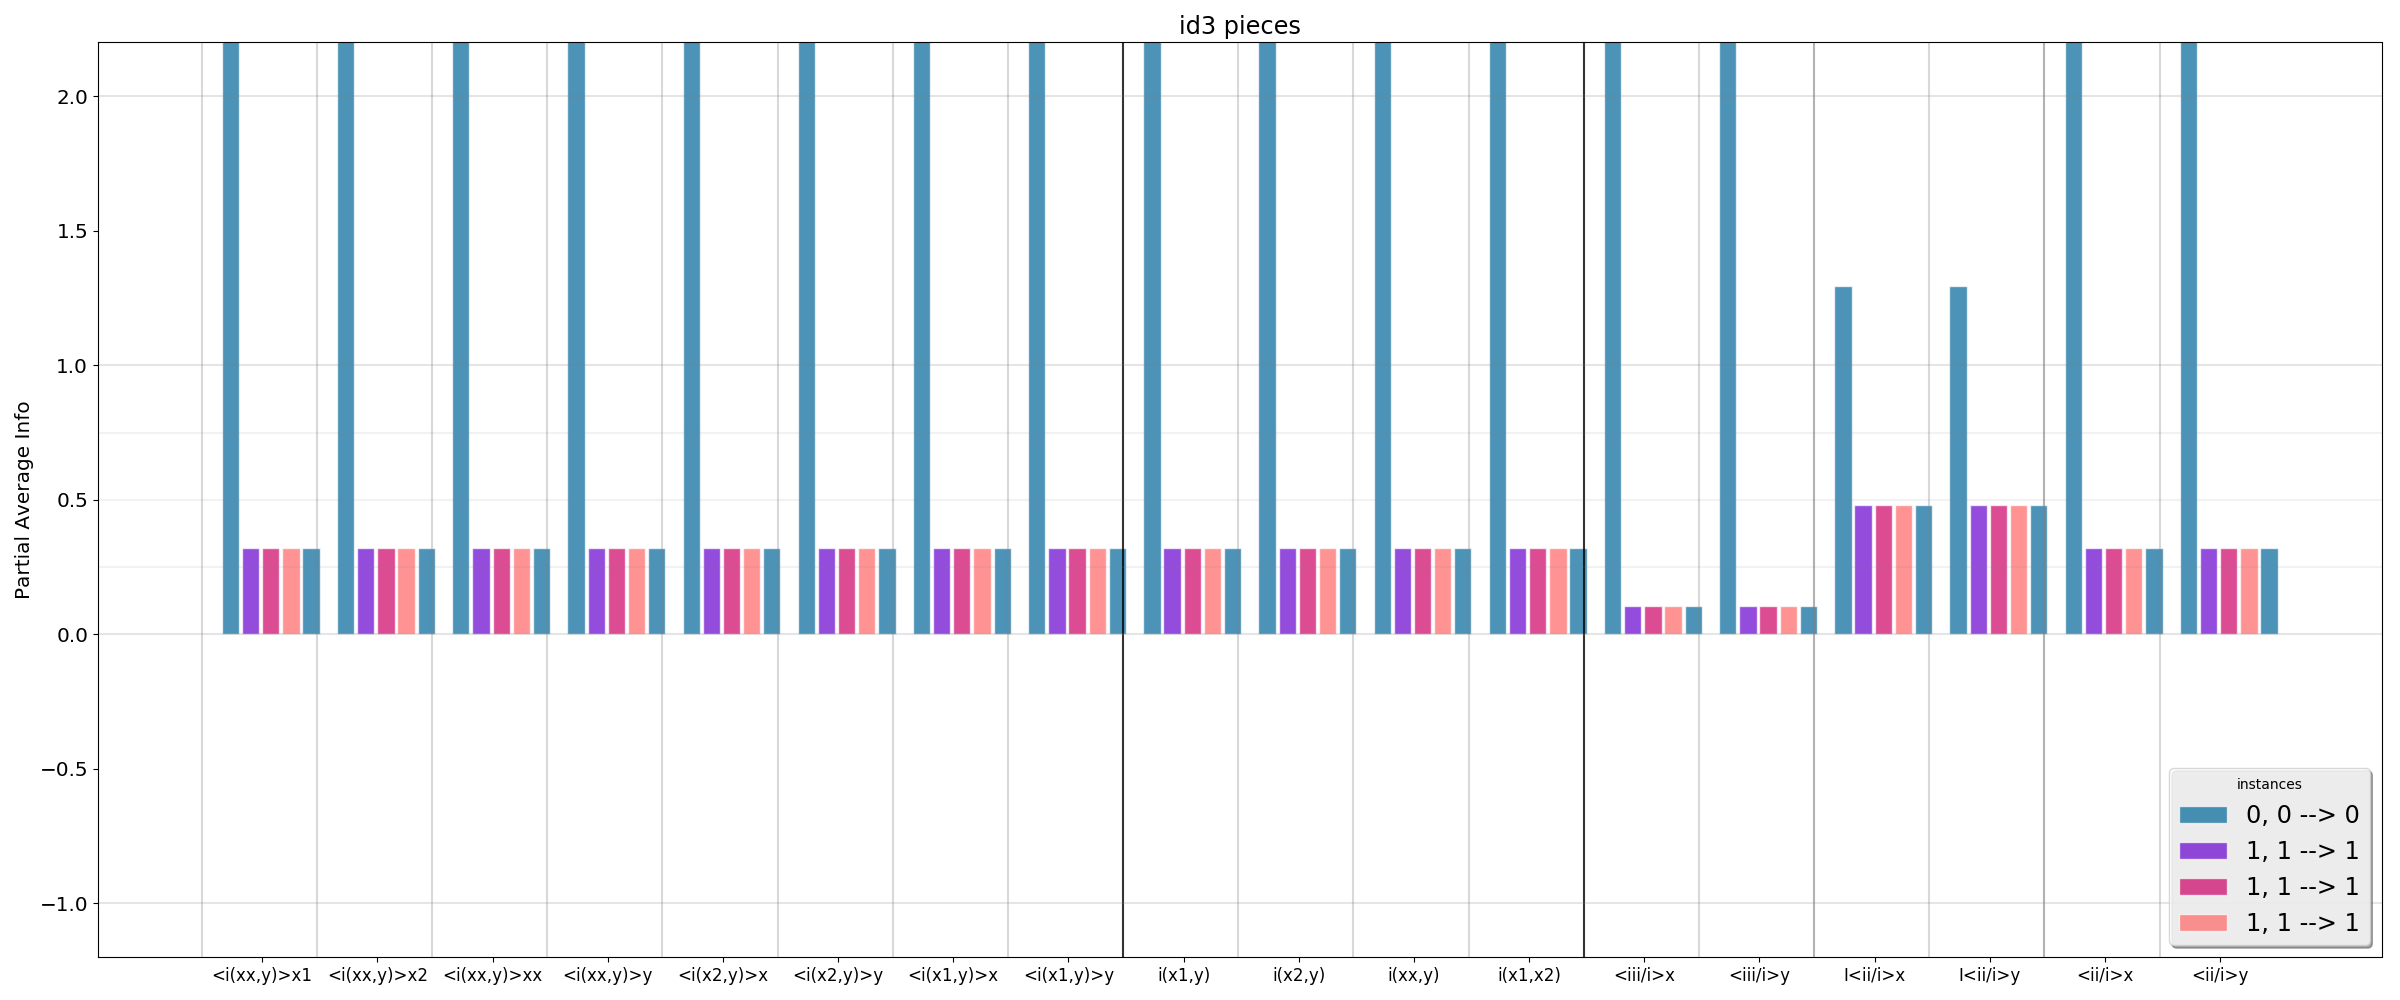 id3 pieces
Partial Average Info
2.0
1.5
1.0
0.5
0.0
−0.5
−1.0
<i(xx,y)>x1 <i(xx,y)>x2 <i(xx,y)>xx <i(xx,y)>y <i(x2,y)>x <i(x2,y)>y <i(x1,y)>x <i(x1,y)>y i(x1,y) i(x2,y) i(xx,y) i(x1,x2) <iii/i>x <iii/i>y I<ii/i>x I<ii/i>y <ii/i>x <ii/i>y
instances
0, 0 --> 0
1, 1 --> 1
1, 1 --> 1
1, 1 --> 1